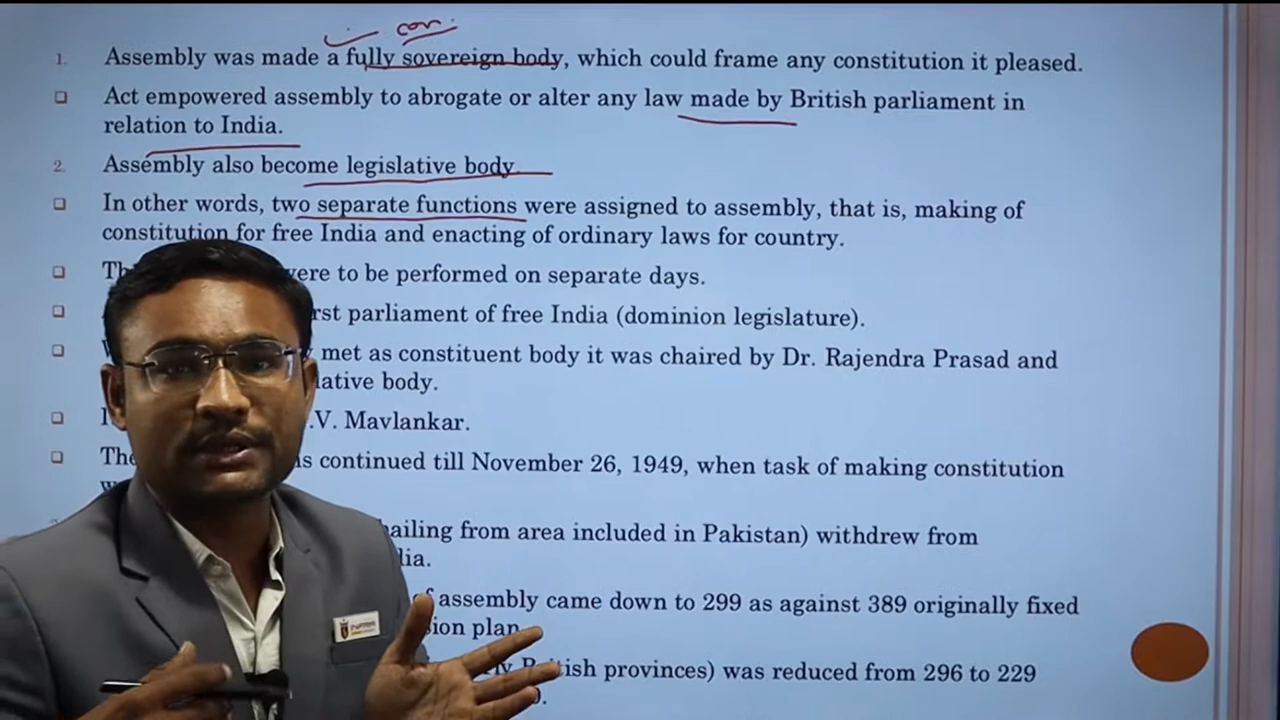 con.
1. Assembly was made a fully sovereign body, which could frame any constitution it pleased.
Act empowered assembly to abrogate or alter any law made by British parliament in
relation to India.
2. Assembly also become legislative body.
In other words, two separate functions were assigned to assembly, that is, making of
constitution for free India and enacting of ordinary laws for country.
were to be performed on separate days.
parliament of free India (dominion legislature).
met as constituent body it was chaired by Dr. Rajendra Prasad and
body.
.V. Mavlankar.
continued till November 26, 1949, when task of making constitution
from area included in Pakistan) withdrew from
assembly came down to 299 as against 389 originally fixed
plan.
provinces) was reduced from 296 to 229